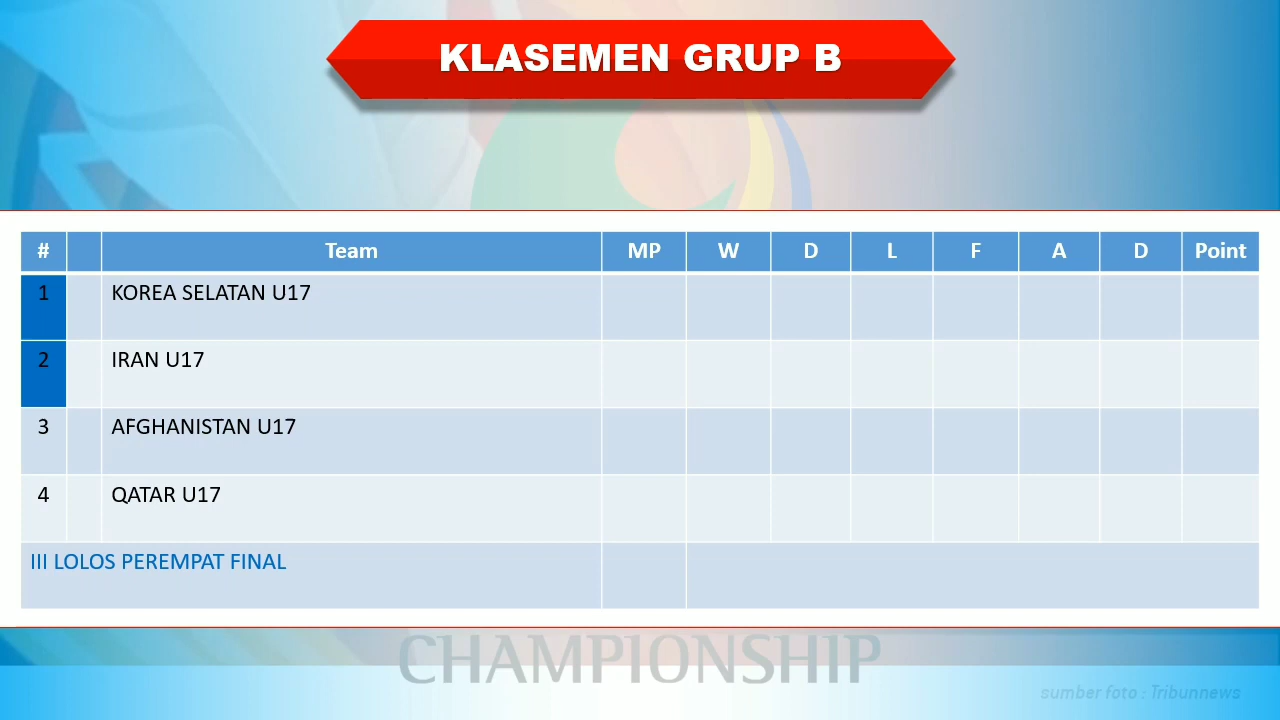 KLASEMEN GRUP B
# Team MP W D L F A D Point
1 KOREA SELATAN U17
2 IRAN U17
3 AFGHANISTAN U17
4 QATAR U17
III LOLOS PEREMPAT FINAL
CHAMPIONSHIP
sumber foto : Tribunnews